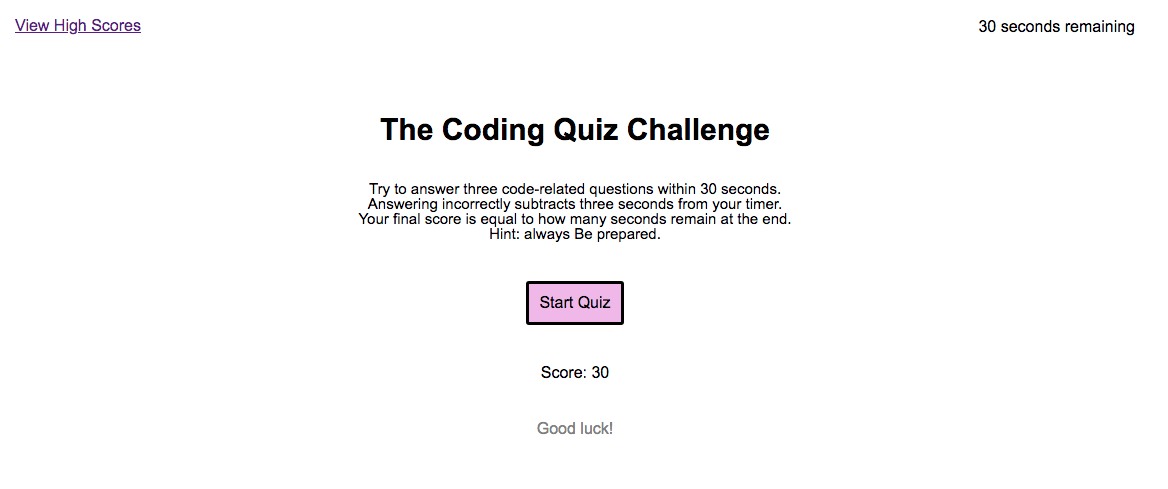 View High Scores
30 seconds remaining
The Coding Quiz Challenge
Try to answer three code-related questions within 30 seconds.
Answering incorrectly subtracts three seconds from your timer.
Your final score is equal to how many seconds remain at the end.
Hint: always Be prepared.
Start Quiz
Score: 30
Good luck!